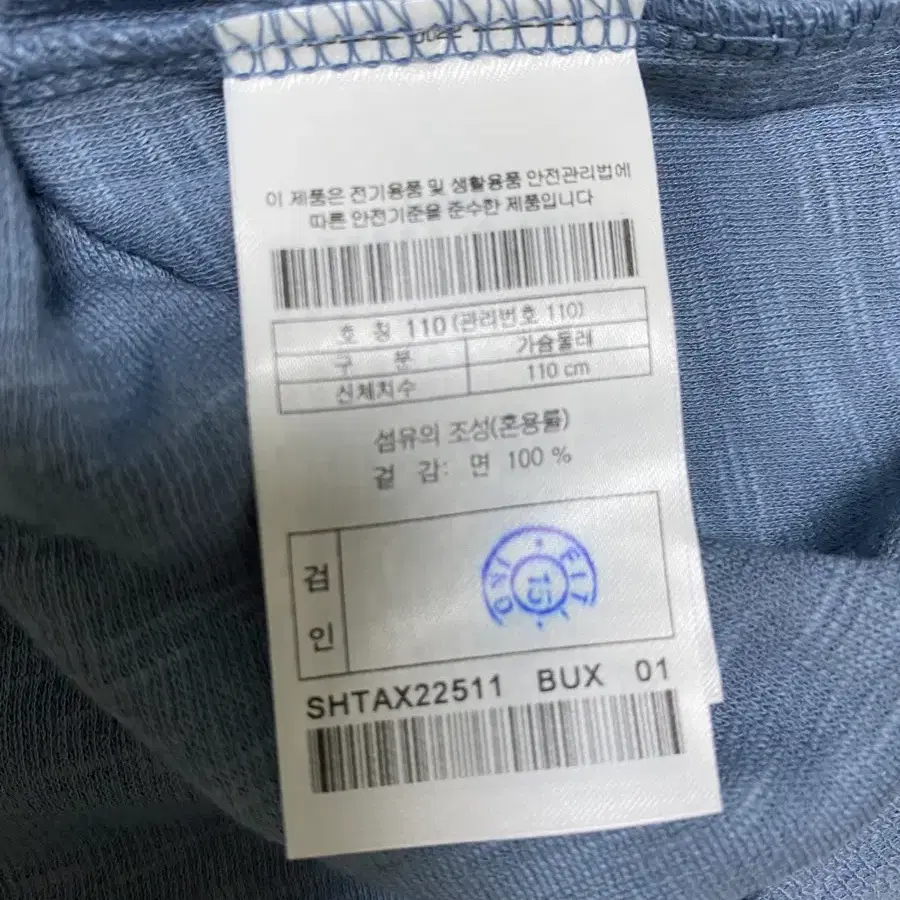 이 제품은 전기용품 및 생활용품 안전관리법에
따른 안전기준을 준수한 제품입니다
호 칭 110 (관리번호 110)
구 분 가슴둘레
신체치수 110 cm
섬유의 조성(혼용률)
겉 감: 면 100 %
검
인
15
SHTAX22511 BUX 01